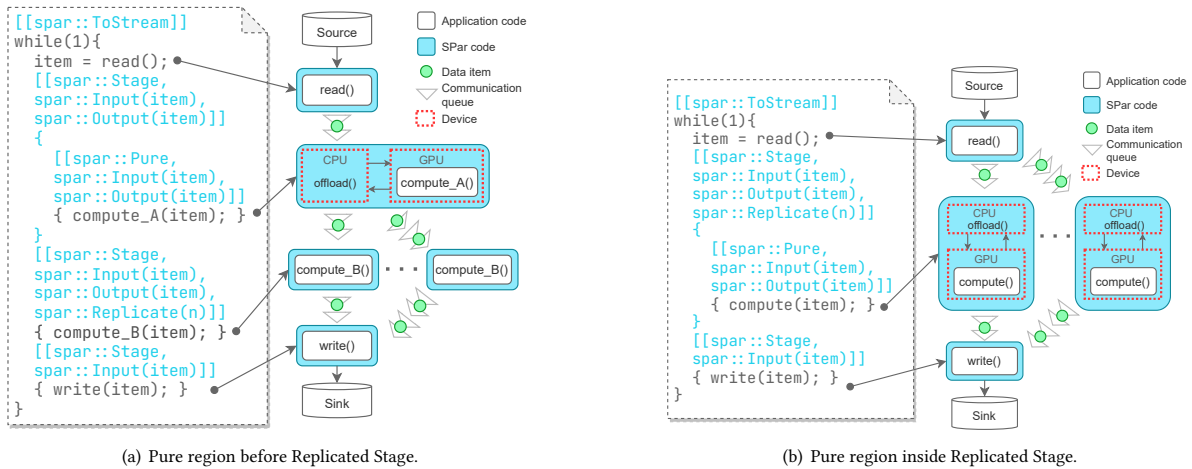 [[spar::ToStream]]
while(1){
item = read();
[[spar::Stage,
spar::Input(item),
spar::Output(item)]]
{
[[spar::Pure,
spar::Input(item),
spar::Output(item)]]
{ compute_A(item); }
}
[[spar::Stage,
spar::Input(item),
spar::Output(item),
spar::Replicate(n)]]
{ compute_B(item); }
[[spar::Stage,
spar::Input(item)]]
{ write(item); }
}
Source
read()
CPU
offload()
GPU
compute_A()
compute_B()
. . .
compute_B()
write()
Sink
Application code
SPar code
Data item
Communication
queue
Device
(a) Pure region before Replicated Stage.
[[spar::ToStream]]
while(1){
item = read();
[[spar::Stage,
spar::Input(item),
spar::Output(item),
spar::Replicate(n)]]
{
[[spar::Pure,
spar::Input(item),
spar::Output(item)]]
{ compute(item); }
}
[[spar::Stage,
spar::Input(item)]]
{ write(item); }
}
Source
read()
CPU
offload()
GPU
compute()
. . .
CPU
offload()
GPU
compute()
write()
Sink
Application code
SPar code
Data item
Communication
queue
Device
(b) Pure region inside Replicated Stage.